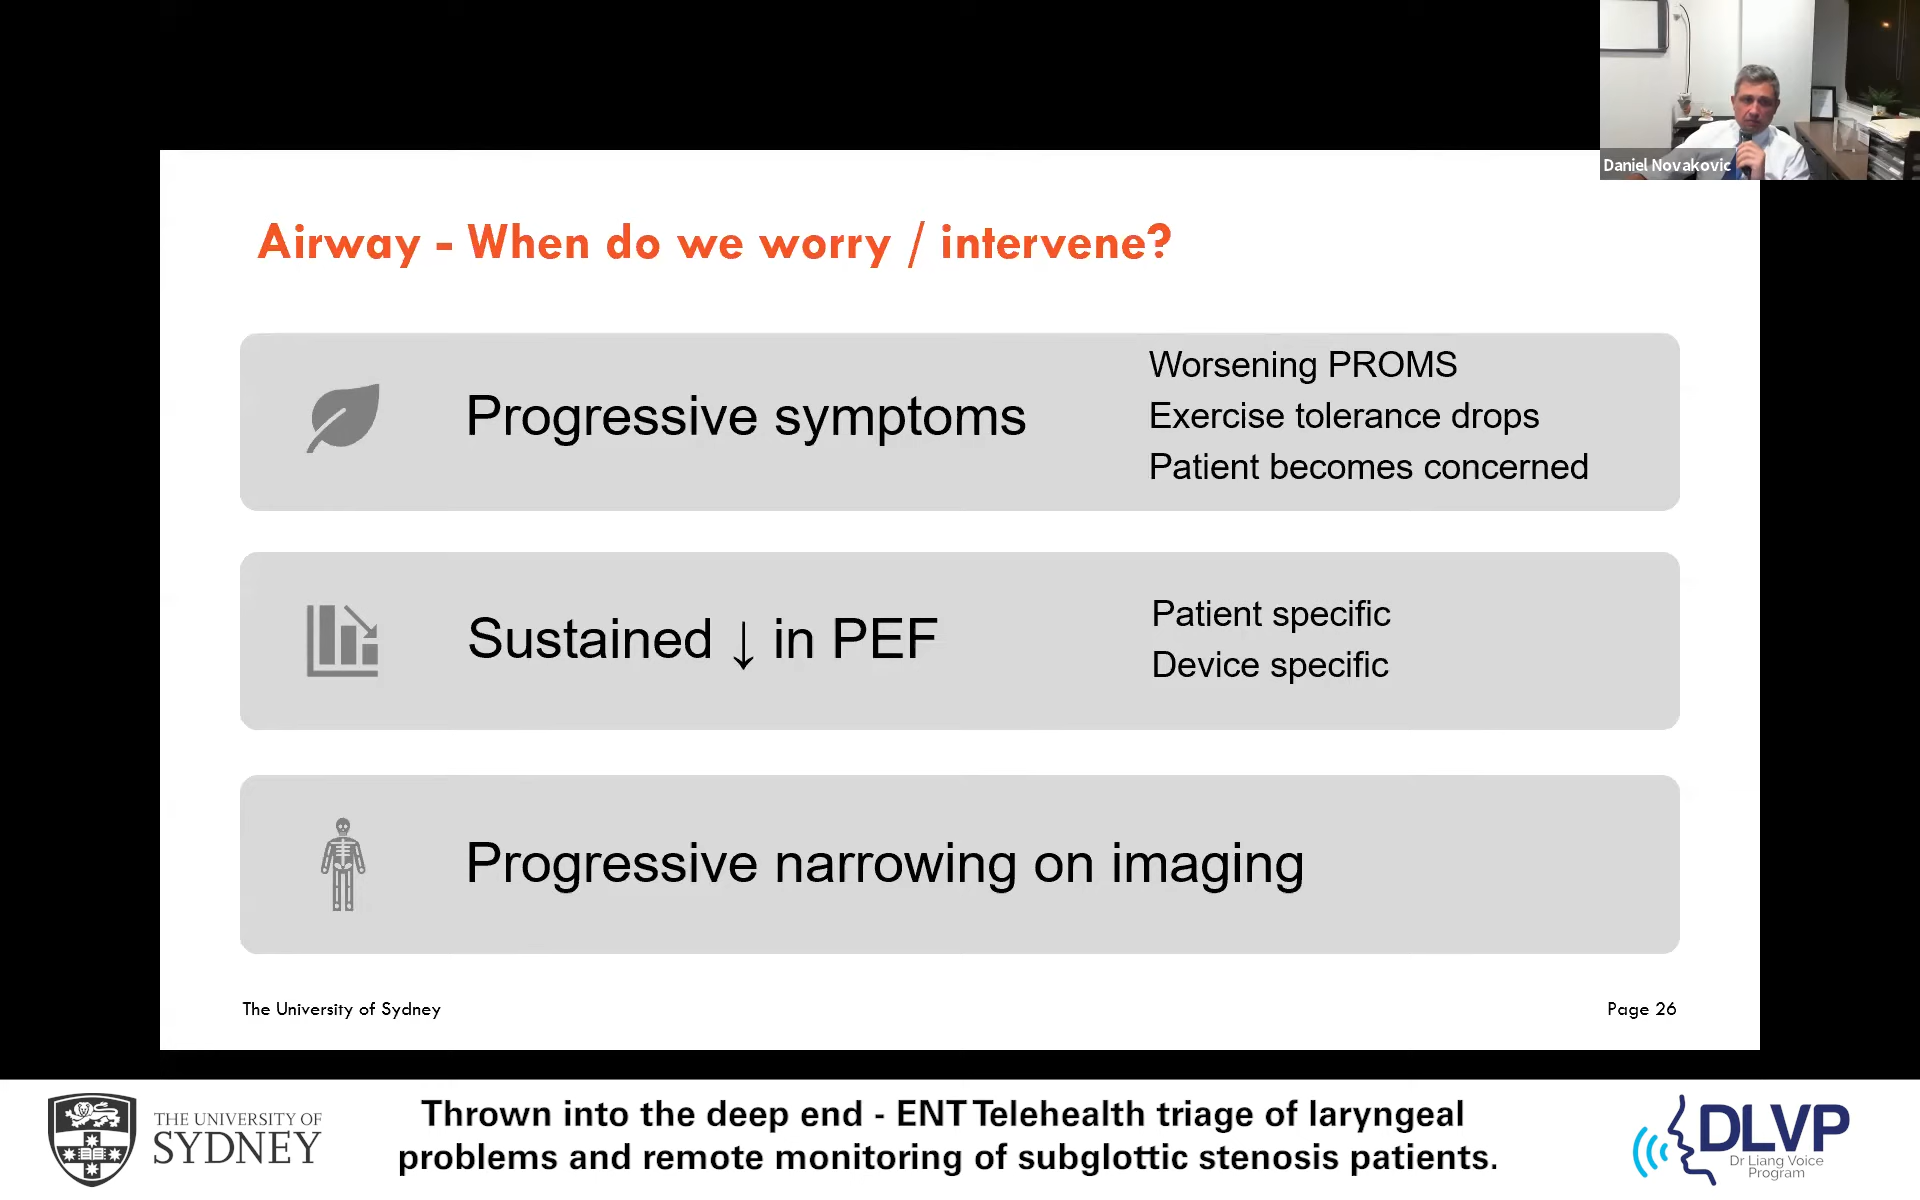 Daniel Novakovic
Airway - When do we worry / intervene?
Progressive symptoms
Worsening PROMS
Exercise tolerance drops
Patient becomes concerned
Sustained ↓ in PEF
Patient specific
Device specific
Progressive narrowing on imaging
The University of Sydney
Page 26
THE UNIVERSITY OF
SYDNEY
Thrown into the deep end - ENT Telehealth triage of laryngeal
problems and remote monitoring of subglottic stenosis patients.
DLVP
Dr Liang Voice
Program